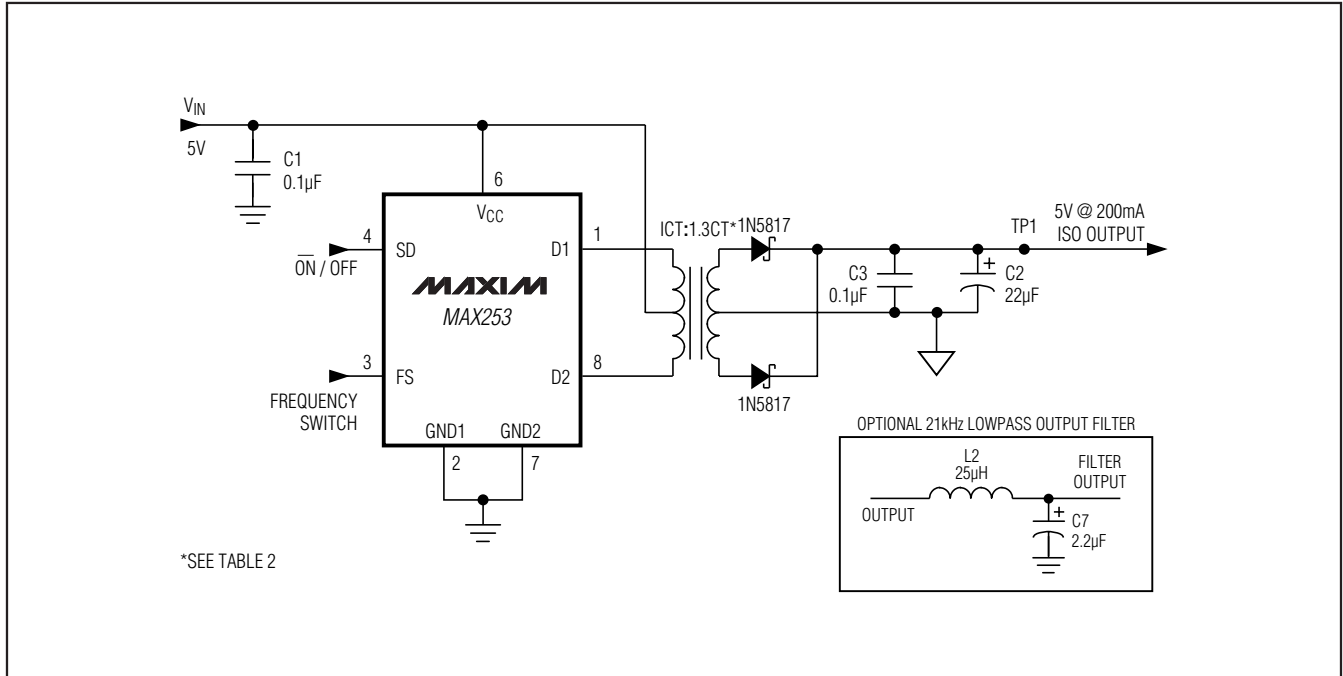 VIN
5V
C1
0.1µF
6
VCC
4
SD
ON / OFF
D1
1
MAXIM
MAX253
3
FS
FREQUENCY
SWITCH
D2
8
GND1
GND2
2
7
ICT:1.3CT*
1N5817
1N5817
C3
0.1µF
+
C2
22µF
TP1
5V @ 200mA
ISO OUTPUT
OPTIONAL 21kHz LOWPASS OUTPUT FILTER
L2
25µH
OUTPUT
FILTER
OUTPUT
+
C7
2.2µF
*SEE TABLE 2